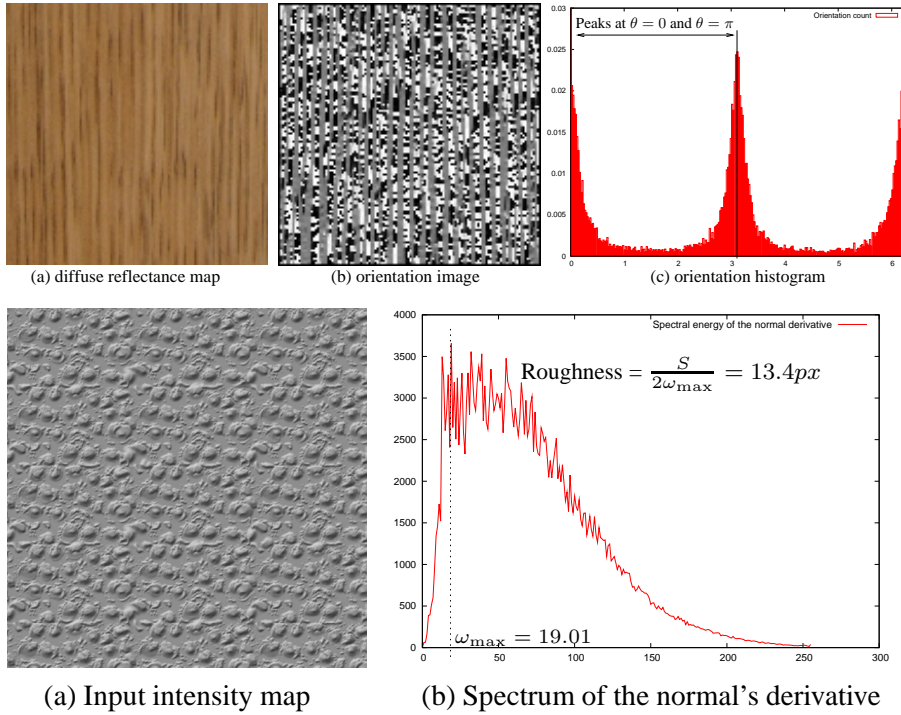 0.03
0.025
0.02
0.015
0.01
0.005
0
0 1 2 3 4 5 6
Orientation count
Peaks at θ = 0 and θ = π
(a) diffuse reflectance map
(b) orientation image
(c) orientation histogram
4000
3500
3000
2500
2000
1500
1000
500
0
0 50 100 150 200 250 300
Spectral energy of the normal derivative
Roughness = S/2ω_max = 13.4px
ω_max = 19.01
(a) Input intensity map
(b) Spectrum of the normal's derivative